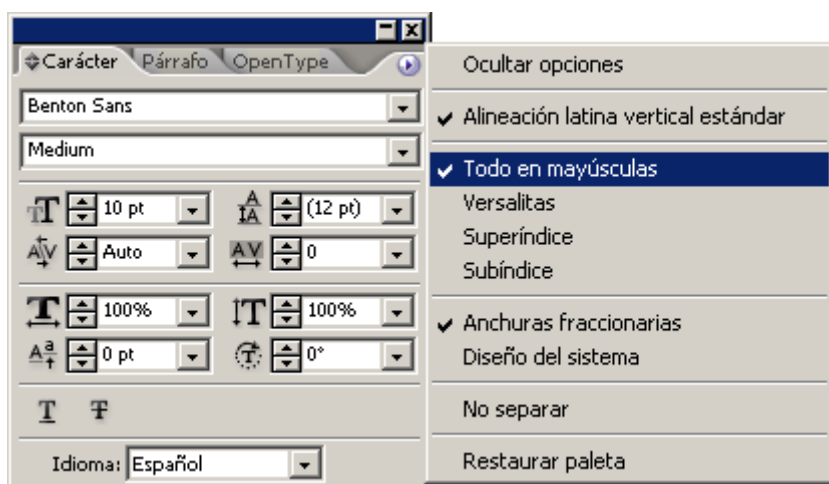 Carácter Párrafo OpenType
Benton Sans
Medium
10 pt (12 pt)
Auto 0
100% 100%
0 pt 0°
Idioma: Español
Ocultar opciones
Alineación latina vertical estándar
Todo en mayúsculas
Versalitas
Superíndice
Subíndice
Anchuras fraccionarias
Diseño del sistema
No separar
Restaurar paleta